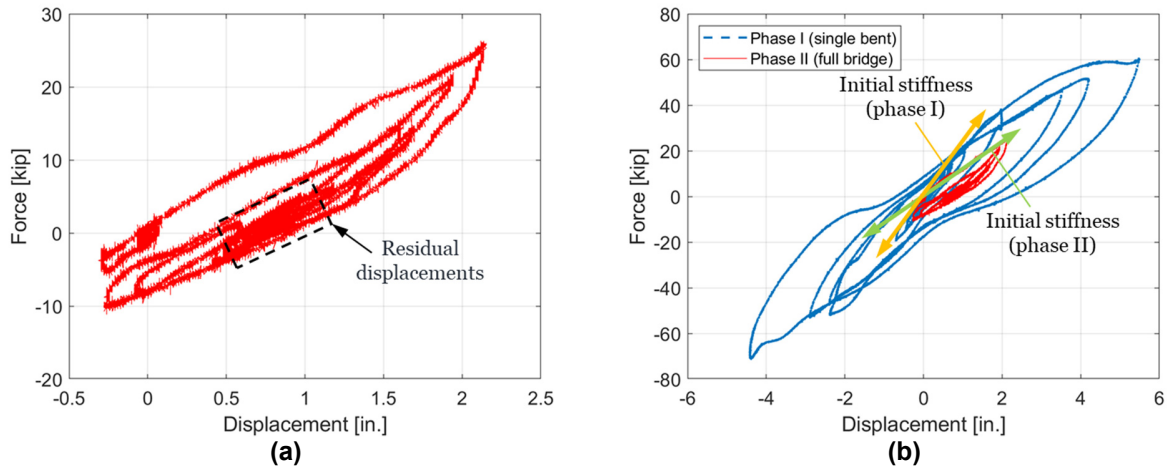 30
20
10
0
-10
-20
-0.5
0
0.5
1
1.5
2
2.5
Force [kip]
Displacement [in.]
Residual
displacements
(a)
80
60
40
20
0
-20
-40
-60
-80
-6
-4
-2
0
2
4
6
Force [kip]
Displacement [in.]
Phase I (single bent)
Phase II (full bridge)
Initial stiffness
(phase I)
Initial stiffness
(phase II)
(b)